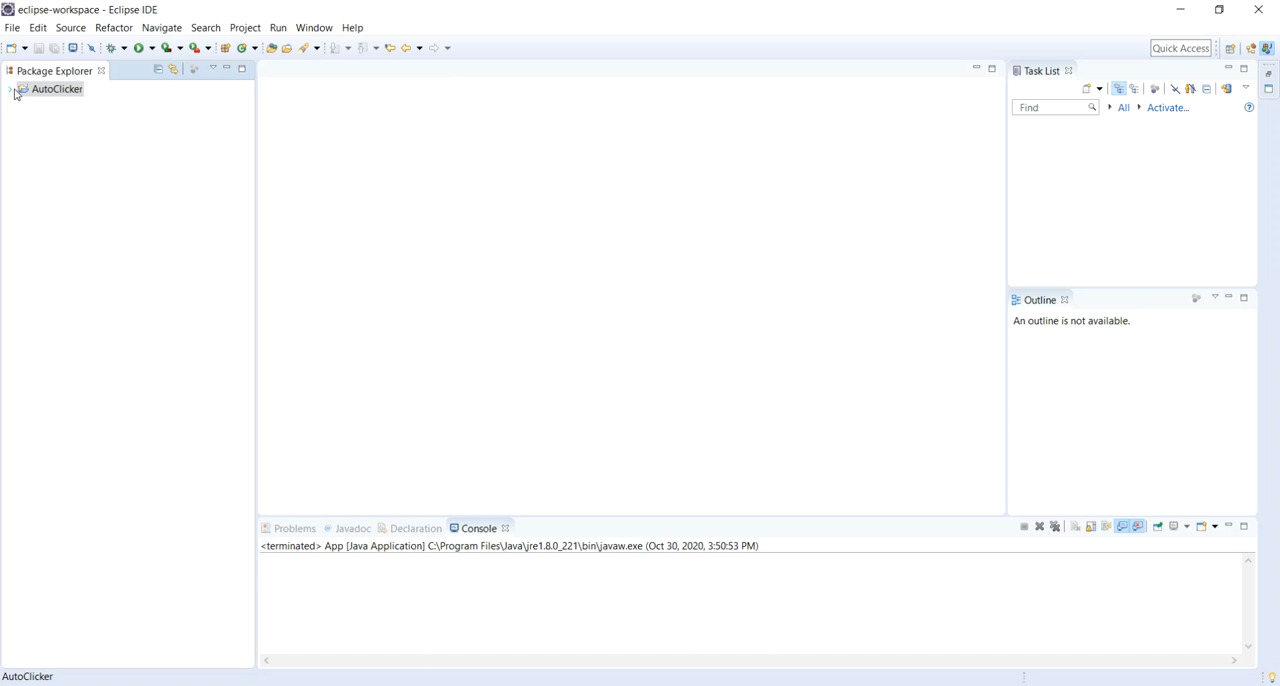 eclipse-workspace - Eclipse IDE
File Edit Source Refactor Navigate Search Project Run Window Help
Quick Access
Package Explorer
Task List
AutoClicker
Find All Activate...
Outline
An outline is not available.
Problems Javadoc Declaration Console
<terminated> App [Java Application] C:\Program Files\Java\jre1.8.0_221\bin\javaw.exe (Oct 30, 2020, 3:50:53 PM)
AutoClicker